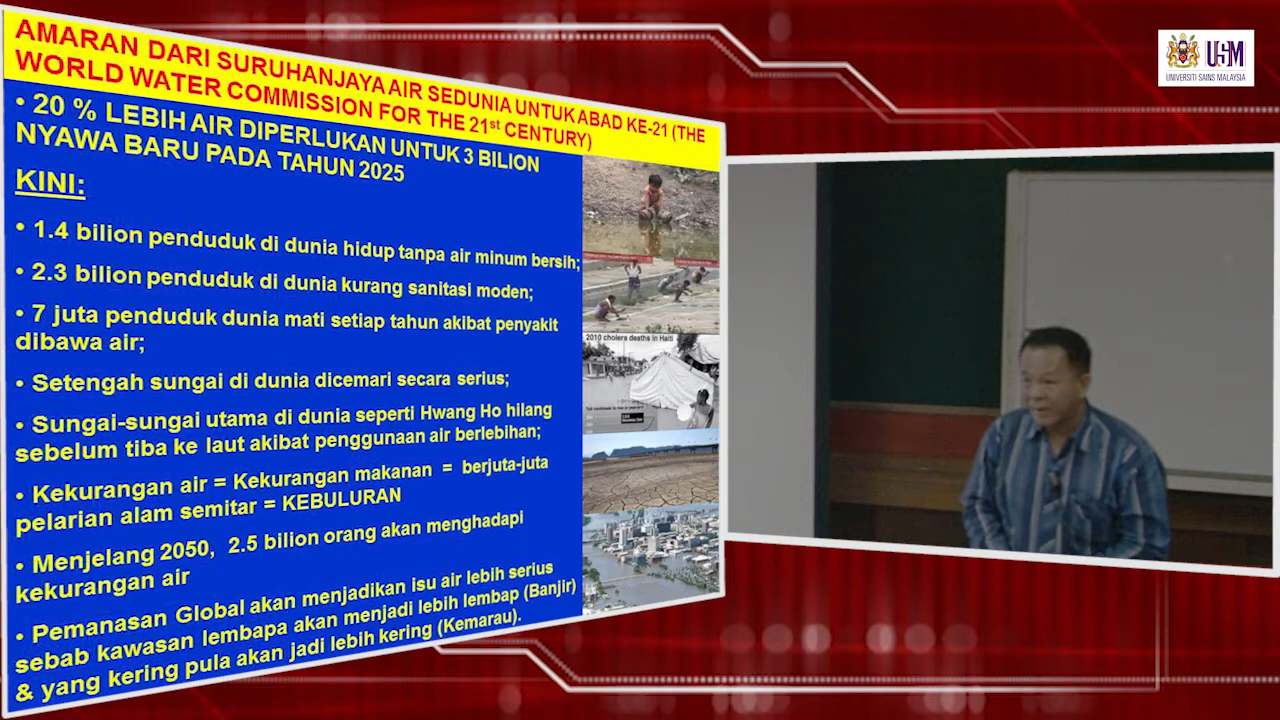 AMARAN DARI SURUHANJAYA AIR SEDUNIA UNTUK ABAD KE-21 (THE
WORLD WATER COMMISSION FOR THE 21st CENTURY)
• 20 % LEBIH AIR DIPERLUKAN UNTUK 3 BILION
NYAWA BARU PADA TAHUN 2025
KINI:
• 1.4 bilion penduduk di dunia hidup tanpa air minum bersih;
• 2.3 bilion penduduk di dunia kurang sanitasi moden;
• 7 juta penduduk dunia mati setiap tahun akibat penyakit
dibawa air;
• Setengah sungai di dunia dicemari secara serius;
• Sungai-sungai utama di dunia seperti Hwang Ho hilang
sebelum tiba ke laut akibat penggunaan air berlebihan;
• Kekurangan air = Kekurangan makanan = berjuta-juta
pelarian alam semitar = KEBULURAN
• Menjelang 2050, 2.5 bilion orang akan menghadapi
kekurangan air
• Pemanasan Global akan menjadikan isu air lebih serius
sebab kawasan lembapa akan menjadi lebih lembap (Banjir)
& yang kering pula akan jadi lebih kering (Kemarau).
2010 cholera deaths in Haiti
USM
UNIVERSITI SAINS MALAYSIA